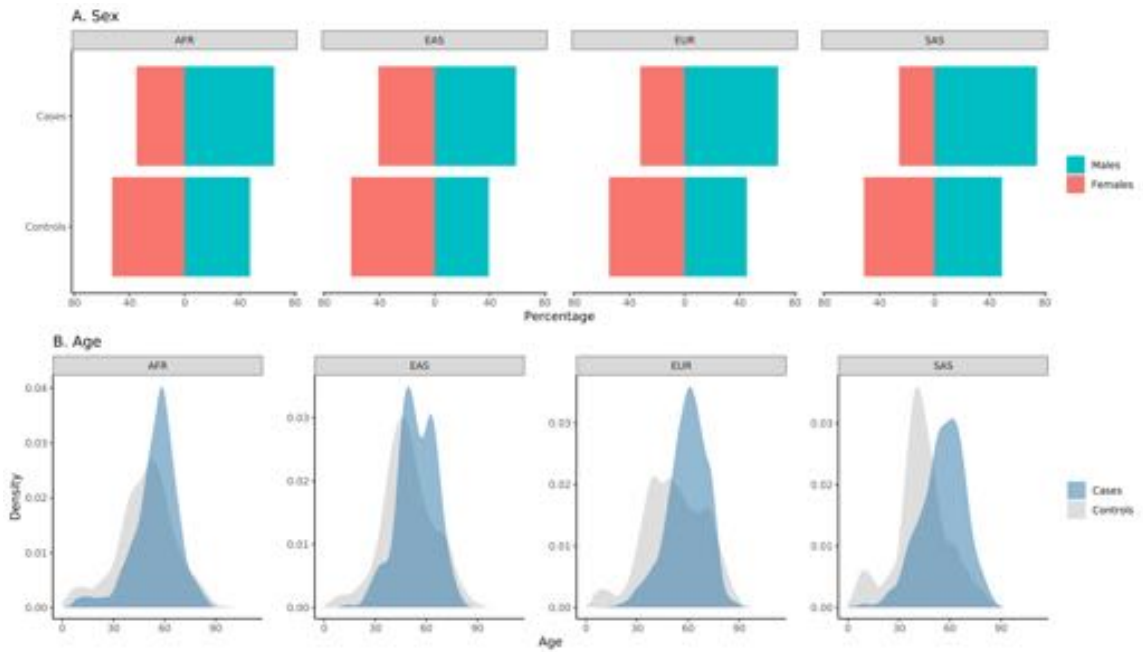 A. Sex
AFR EAS EUR SAS
Cases
Controls
Males
Females
80 40 0 40 80 80 40 0 40 80 80 40 0 40 80 80 40 0 40 80
Percentage
B. Age
AFR EAS EUR SAS
0.04
0.03
0.02
0.01
0.00
Density
0.03
0.02
0.01
0.00
0.03
0.02
0.01
0.00
0.03
0.02
0.01
0.00
Cases
Controls
0 30 60 90 0 30 60 90 0 30 60 90 0 30 60 90
Age